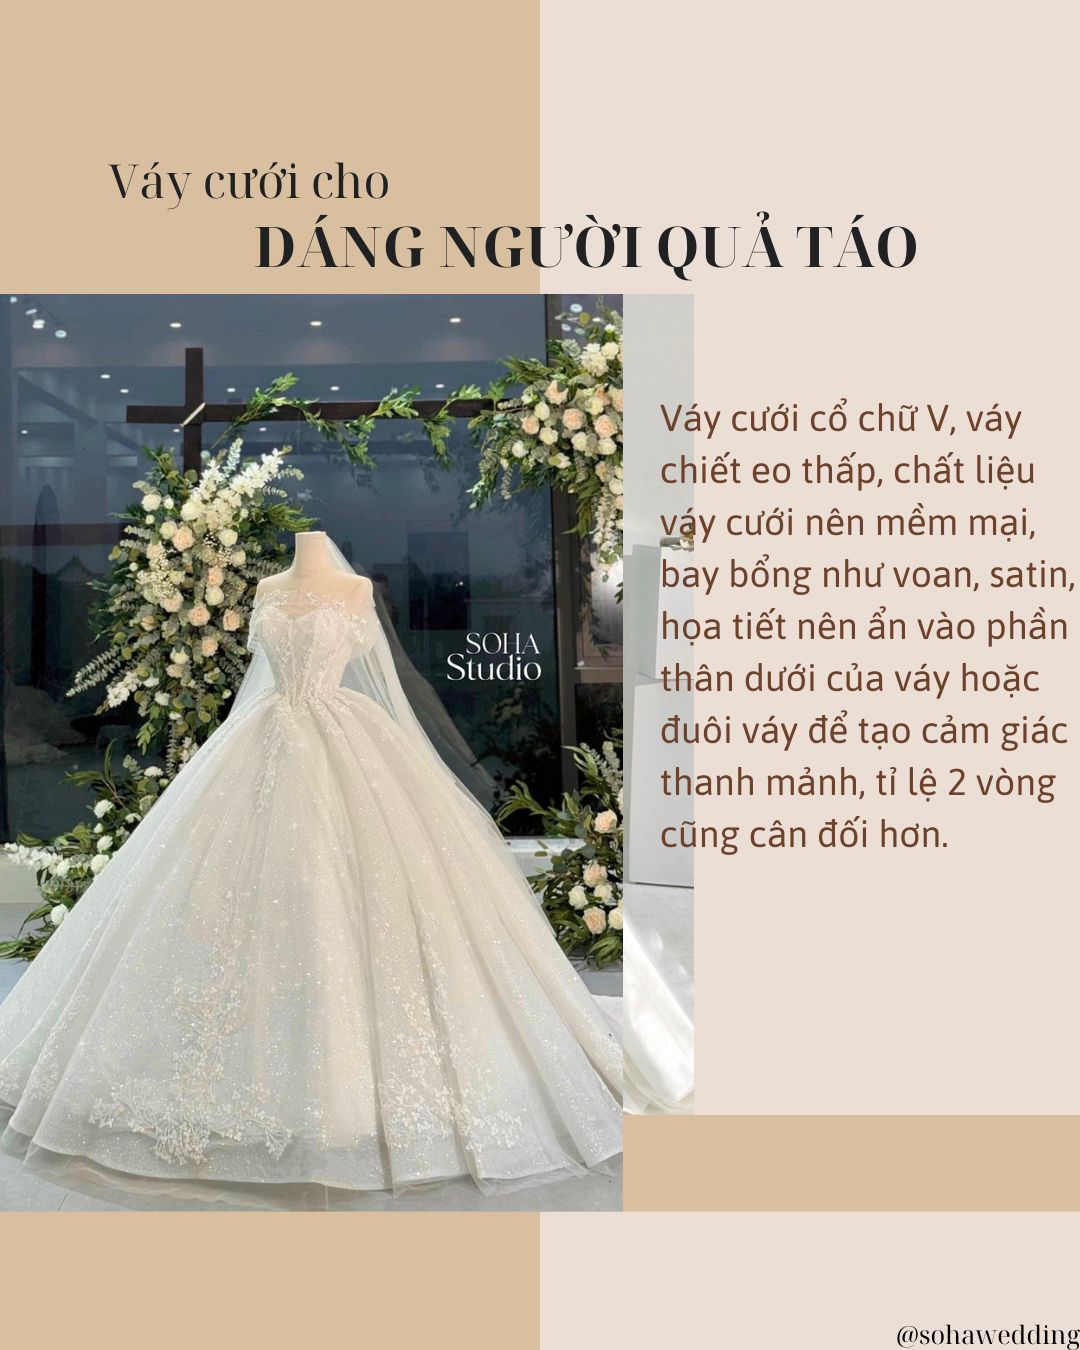 Váy cưới cho
DÁNG NGƯỜI QUẢ TÁO
SOHA
Studio
Váy cưới cổ chữ V, váy
chiết eo thấp, chất liệu
váy cưới nên mềm mại,
bay bổng như voan, satin,
họa tiết nên ẩn vào phần
thân dưới của váy hoặc
đuôi váy để tạo cảm giác
thanh mảnh, tỉ lệ 2 vòng
cũng cân đối hơn.
@sohawedding